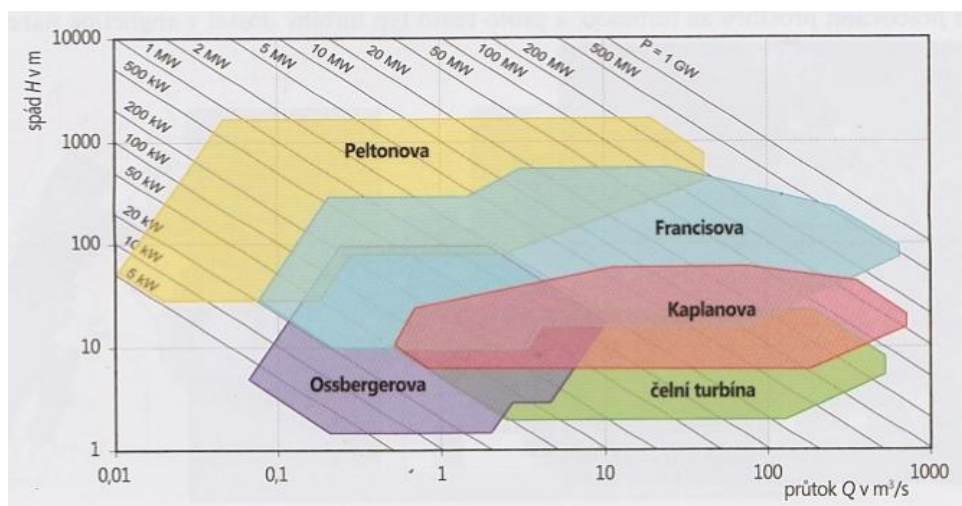 spád H v m
10000
1000
100
10
1
1 MW
2 MW
5 MW
10 MW
20 MW
50 MW
100 MW
200 MW
500 MW
P = 1 GW
500 kW
200 kW
100 kW
50 kW
20 kW
10 kW
5 kW
Peltonova
Francisova
Kaplanova
Ossbergerova
čelní turbína
0,01
0,1
1
10
100
1000
průtok Q v m³/s